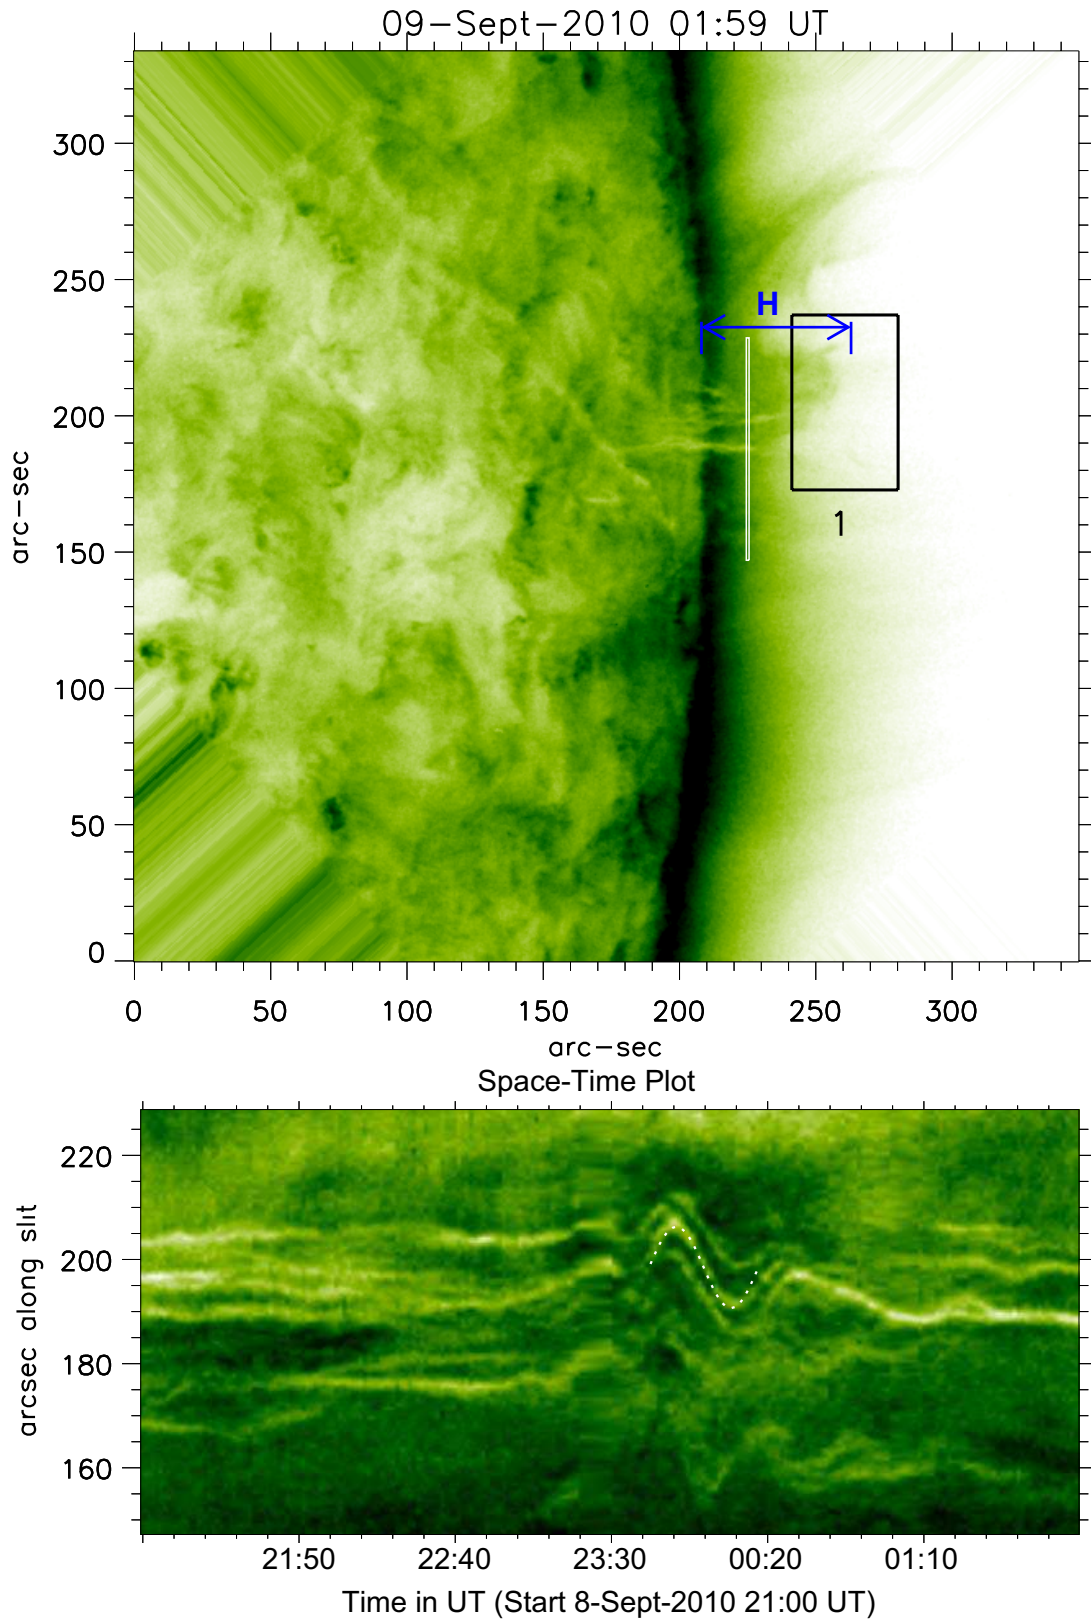 09-Sept-2010 01:59 UT
300
250
200
150
100
50
0
arc-sec
H
1
0 50 100 150 200 250 300
arc-sec
Space-Time Plot
220
200
180
160
arcsec along slit
21:50 22:40 23:30 00:20 01:10
Time in UT (Start 8-Sept-2010 21:00 UT)